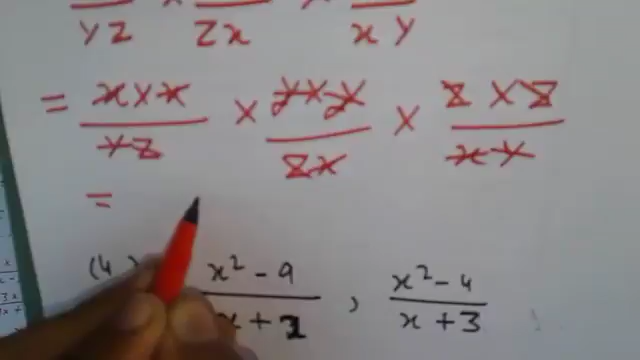 yz × zx × xy
= x×x/yz × y×y/zx × z×z/xy
=
(4) x² - 9/x + 2 , x² - 4/x + 3